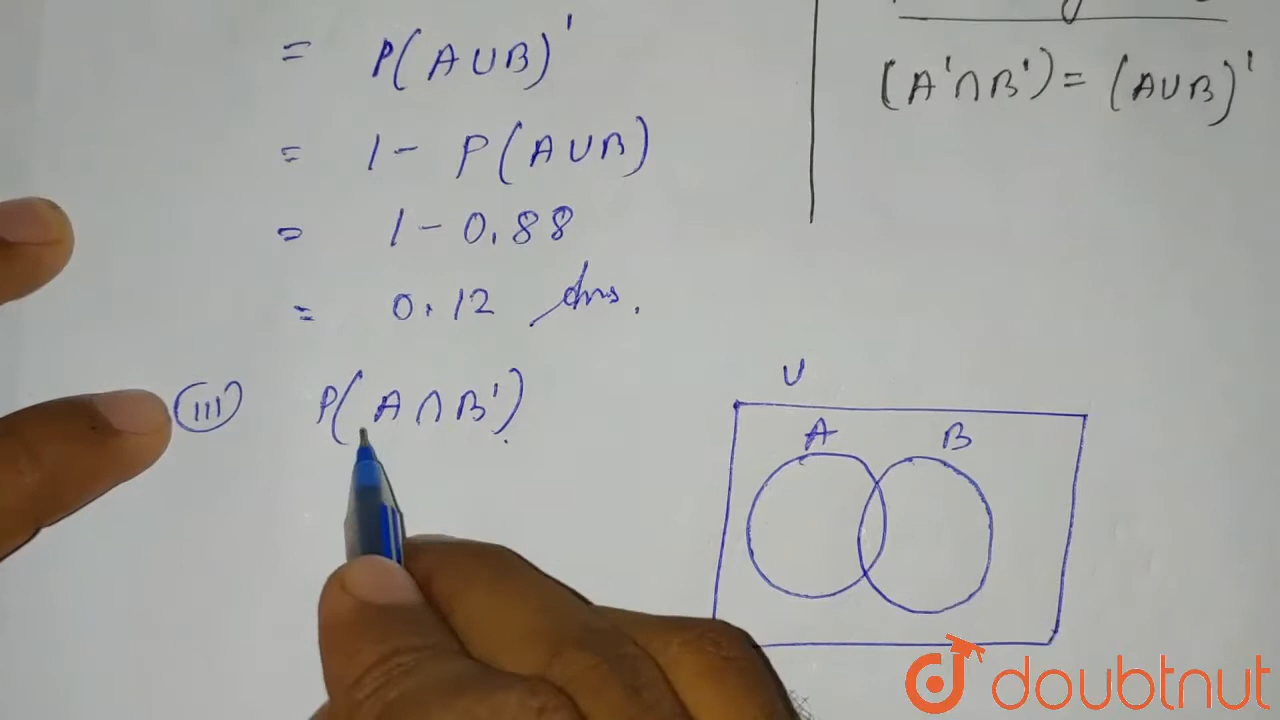 = P(A∪B)'
= 1 - P(A∪B)
= 1 - 0.88
= 0.12 Ans.
(A'∩B') = (A∪B)'
(iii) P(A∩B').
U
A B
doubtnut